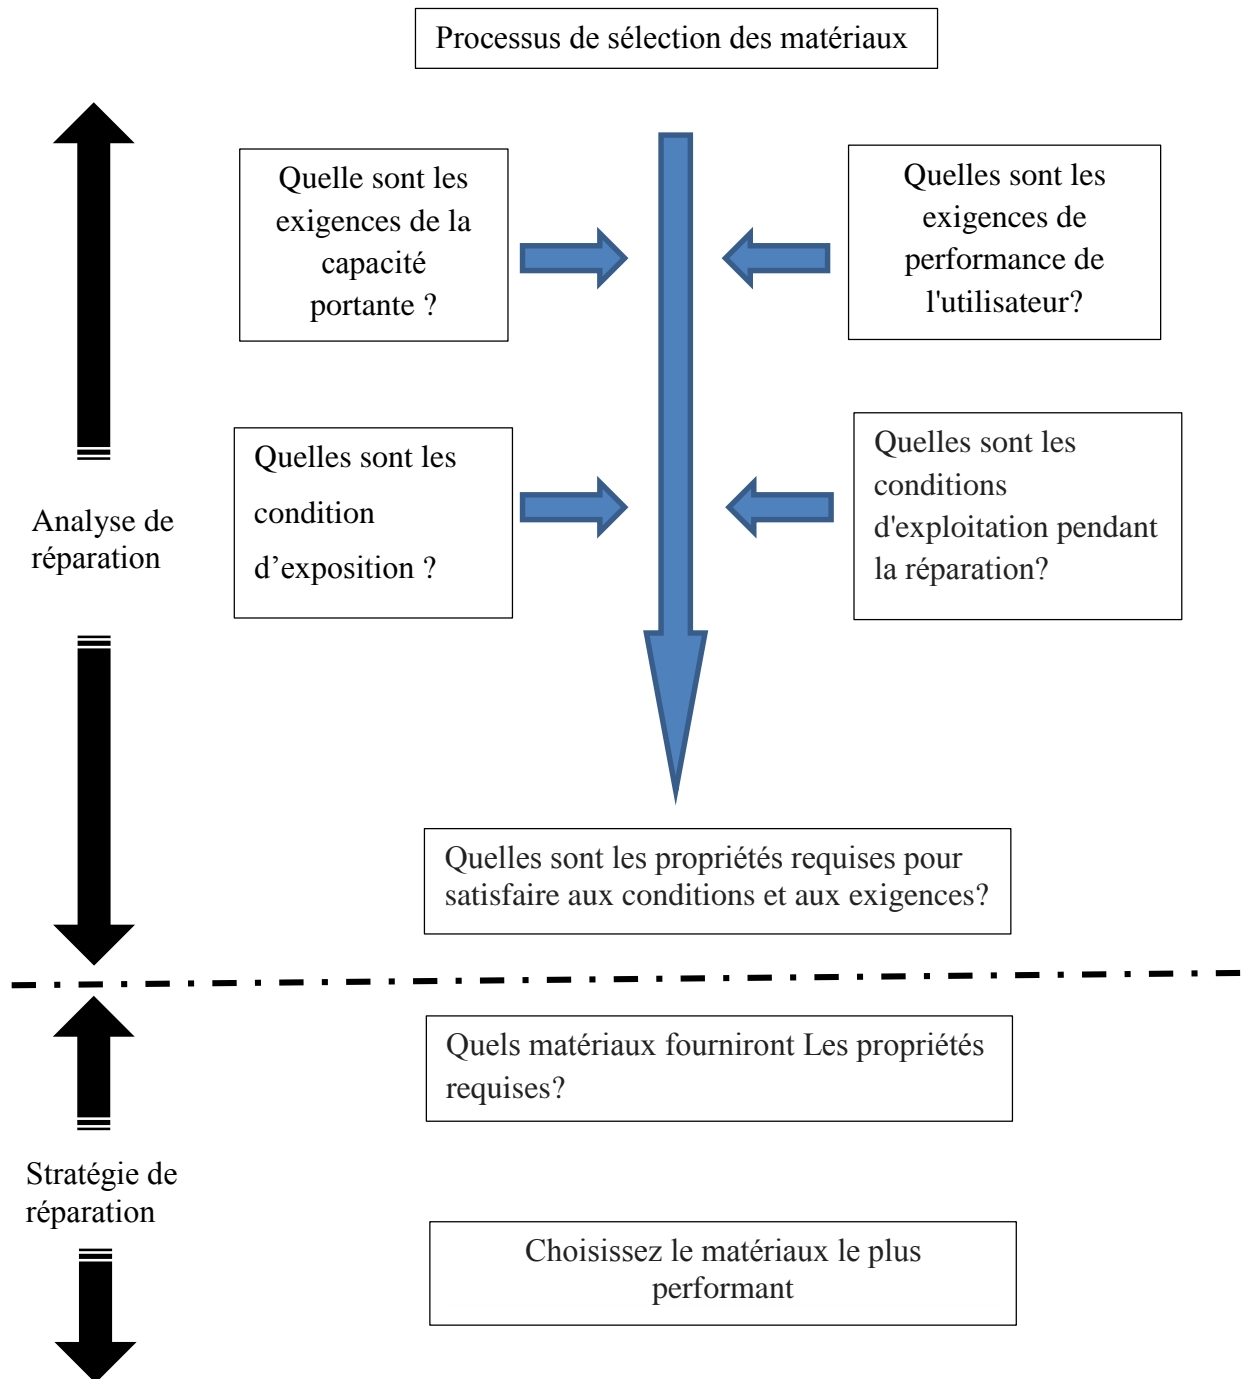 Processus de sélection des matériaux
Quelle sont les
exigences de la
capacité
portante ?
Quelles sont les
exigences de
performance de
l'utilisateur?
Quelles sont les
condition
d’exposition ?
Quelles sont les
conditions
d'exploitation pendant
la réparation?
Analyse de
réparation
Quelles sont les propriétés requises pour
satisfaire aux conditions et aux exigences?
Quels matériaux fourniront Les propriétés
requises?
Stratégie de
réparation
Choisissez le matériaux le plus
performant